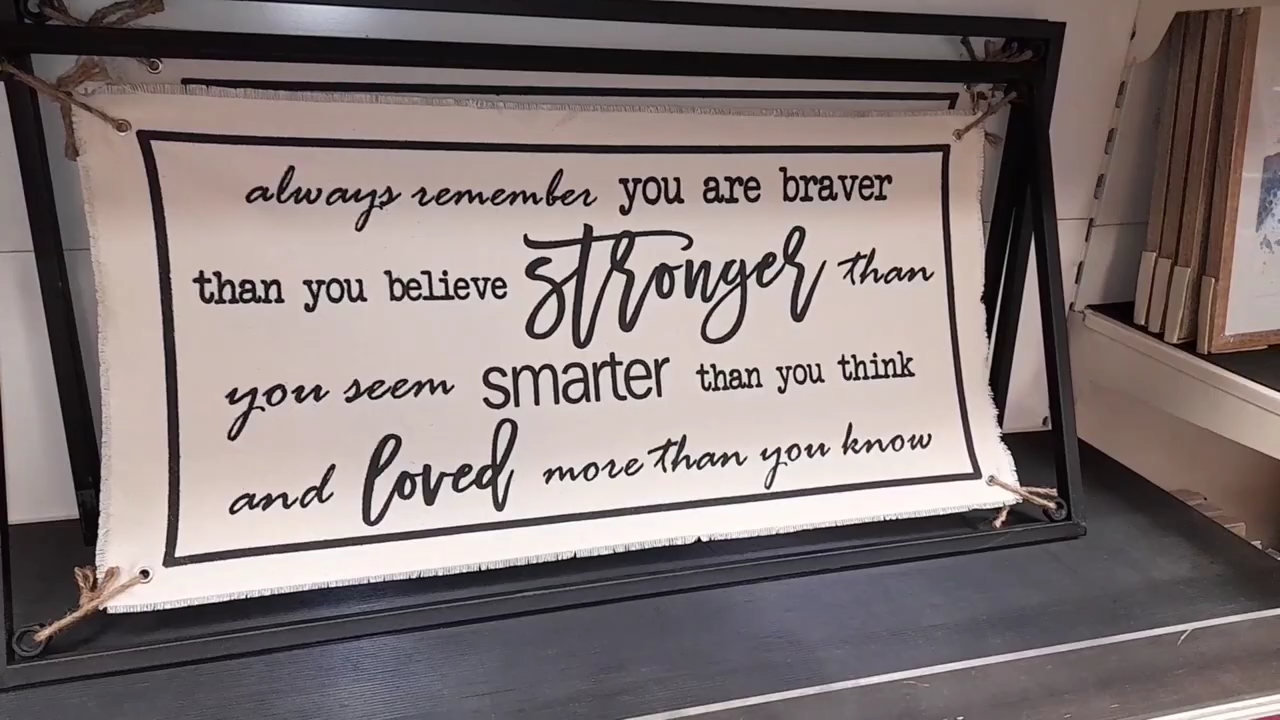 always remember you are braver
than you believe stronger than
you seem smarter than you think
and loved more than you know